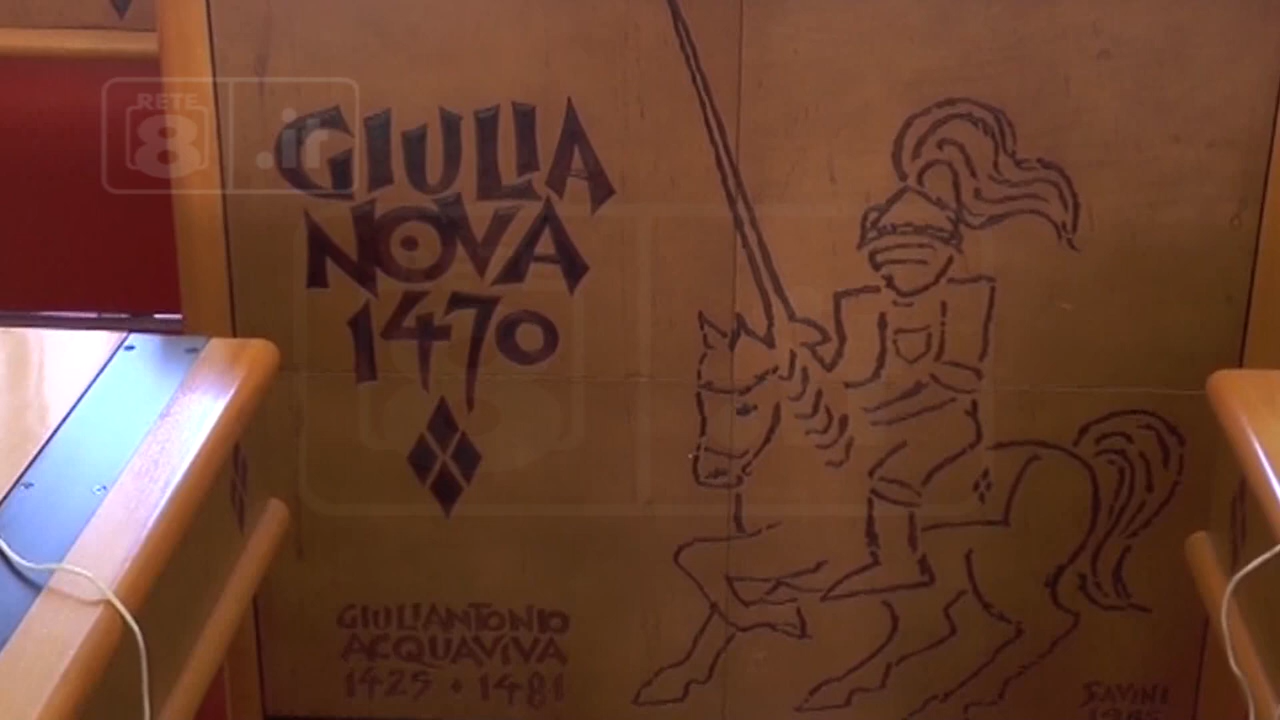 RETE
8
.it
GIULIA
NOVA
1470
GIULIANTONIO
ACQUAVIVA
1425 • 1481
SAVINI